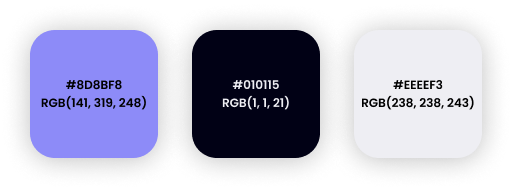 #8D8BF8
RGB(141, 319, 248)
#010115
RGB(1, 1, 21)
#EEEEF3
RGB(238, 238, 243)